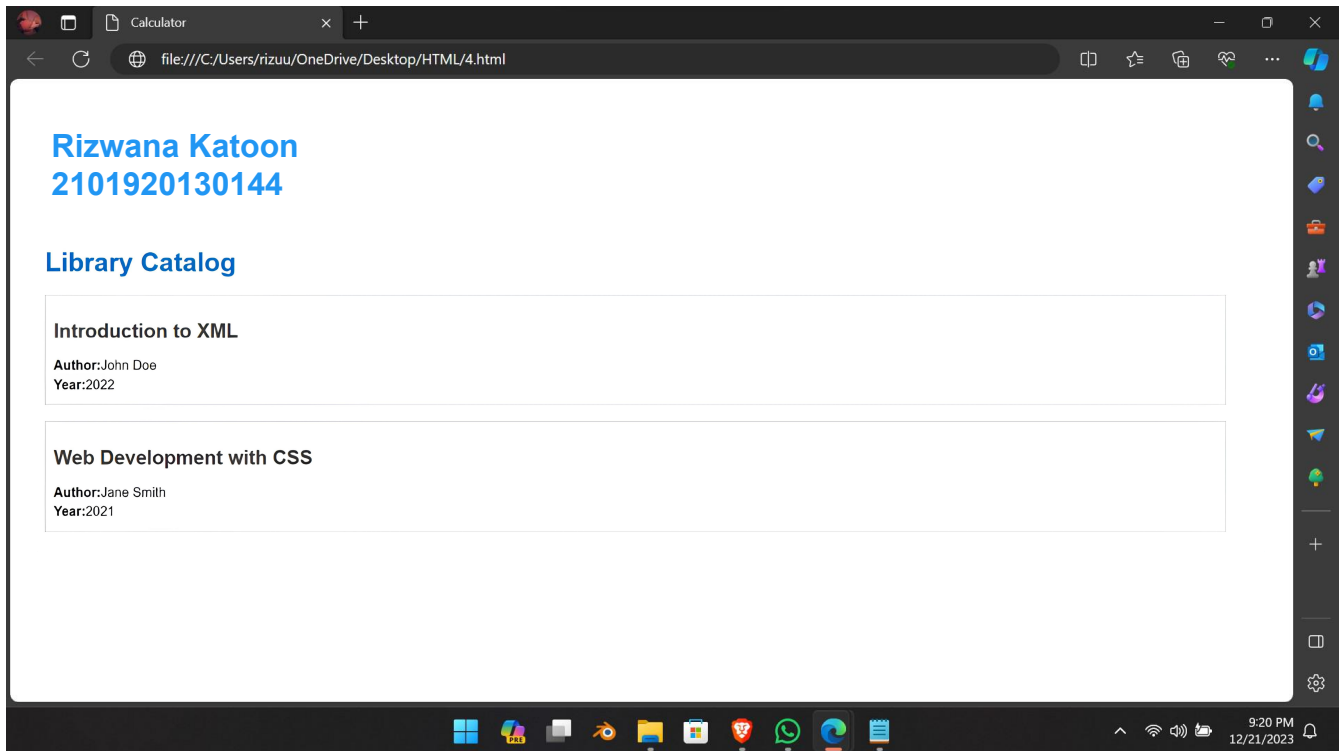 Calculator
file:///C:/Users/rizuu/OneDrive/Desktop/HTML/4.html
Rizwana Katoon
2101920130144
Library Catalog
Introduction to XML
Author:John Doe
Year:2022
Web Development with CSS
Author:Jane Smith
Year:2021
PRE
9:20 PM
12/21/2023